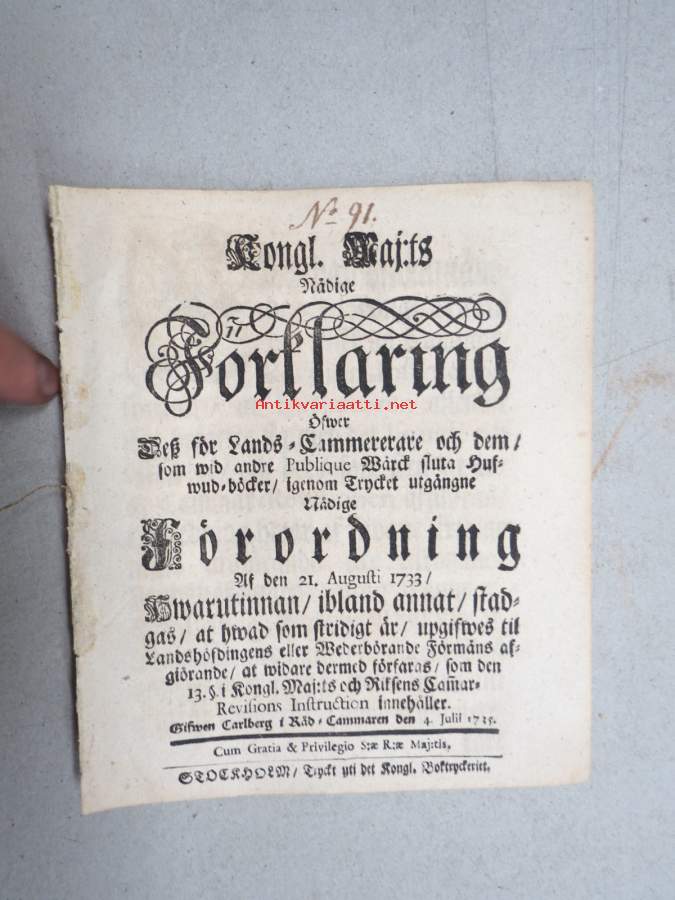 No. 91.
Kongl. Maj:ts
Nådige
Förklaring
Antikvariaatti.net
Öfwer
Deß för Lands-Cammererare och dem/
som wid andre Publique Wärck sluta Huf-
wud-böcker/ igenom Trycket utgångne
Nådige
Förordning
Af den 21. Augusti 1733/
Hwarutinnan/ ibland annat/ stad-
gas/ at hwad som stridigt är/ upgifwes til
Landshöfdingens eller Wederbörande Förmäns af-
giörande/ at widare dermed förfaras/ som den
13. §. i Kongl. Maj:ts och Riksens Cam̃ar-
Revisions Instruction innehåller.
Gifwen Carlberg i Råd-Cammaren den 4. Julii 1735.
Cum Gratia & Privilegio S:æ R:æ Maj:tis.
STOCKHOLM/ Tryckt uti det Kongl. Boktryckeriet.